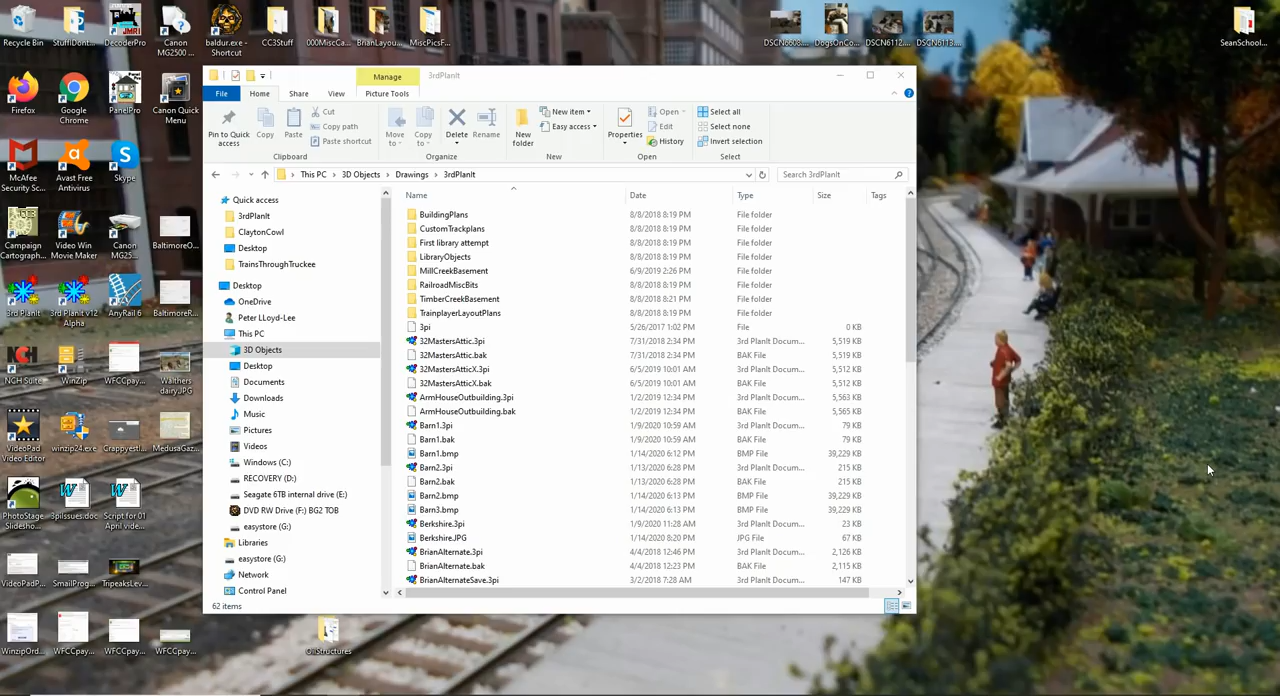 Recycle Bin
StuffIDont...
DecoderPro
Canon MG2500 ...
baldur.exe - Shortcut
CC3Stuff
000MiscCa...
BrianLayou...
MiscPicsF...
DSCN6608...
DogsOnCo...
DSCN6112...
DSCN6113...
SeanSchool...
Firefox
Google Chrome
PanelPro
Canon Quick Menu
McAfee Security Sc...
Avast Free Antivirus
Skype
Campaign Cartograph...
Video Win Movie Maker
Canon MG25...
BaltimoreO...
3rd PlanIt
3rd PlanIt v12 Alpha
AnyRail 6
BaltimoreR...
NCH Suite
WinZip
WFCCpay...
Walthers dairy.JPG
VideoPad Video Editor
winzip24.exe
Crappyestl...
MedusaGaz...
PhotoStage Slidesho...
3pilssues.doc
Script for 01 April vide...
VideoPadP...
SmailProg...
TripeaksLev...
WinzipOrd...
WFCCpay...
WFCCpay...
WFCCpay...
OilStructures
Manage
3rdPlanIt
File
Home
Share
View
Picture Tools
Pin to Quick access
Copy
Paste
Cut
Copy path
Paste shortcut
Clipboard
Move to
Copy to
Delete
Rename
Organize
New folder
New item
Easy access
New
Properties
Open
Edit
History
Open
Select all
Select none
Invert selection
Select
This PC > 3D Objects > Drawings > 3rdPlanIt
Search 3rdPlanIt
Quick access
3rdPlanIt
ClaytonCowl
Desktop
TrainsThroughTruckee
Desktop
OneDrive
Peter LLoyd-Lee
This PC
3D Objects
Desktop
Documents
Downloads
Music
Pictures
Videos
Windows (C:)
RECOVERY (D:)
Seagate 6TB internal drive (E:)
DVD RW Drive (F:) BG2 TOB
easystore (G:)
Libraries
easystore (G:)
Network
Control Panel
Name Date Type Size Tags
BuildingPlans 8/8/2018 8:19 PM File folder
CustomTrackplans 8/8/2018 8:19 PM File folder
First library attempt 8/8/2018 8:19 PM File folder
LibraryObjects 8/8/2018 8:19 PM File folder
MillCreekBasement 6/9/2019 2:26 PM File folder
RailroadMiscBits 8/8/2018 8:19 PM File folder
TimberCreekBasement 8/8/2018 8:21 PM File folder
TrainplayerLayoutPlans 8/8/2018 8:19 PM File folder
3pi 5/26/2017 1:02 PM File 0 KB
32MastersAttic.3pi 7/31/2018 2:34 PM 3rd PlanIt Docum... 5,519 KB
32MastersAttic.bak 7/31/2018 2:34 PM BAK File 5,519 KB
32MastersAtticX.3pi 6/5/2019 10:01 AM 3rd PlanIt Docum... 5,512 KB
32MastersAtticX.bak 6/5/2019 10:01 AM BAK File 5,512 KB
ArmHouseOutbuilding.3pi 1/2/2019 12:34 PM 3rd PlanIt Docum... 5,563 KB
ArmHouseOutbuilding.bak 1/2/2019 12:34 PM BAK File 5,565 KB
Barn1.3pi 1/9/2020 10:59 AM 3rd PlanIt Docum... 79 KB
Barn1.bak 1/9/2020 10:59 AM BAK File 79 KB
Barn1.bmp 1/14/2020 6:12 PM BMP File 39,229 KB
Barn2.3pi 1/1/2013 6:28 PM 3rd PlanIt Docum... 215 KB
Barn2.bak 1/1/2013 6:28 PM BAK File 215 KB
Barn2.bmp 1/14/2020 6:13 PM BMP File 39,229 KB
Barn3.bmp 1/14/2020 6:13 PM BMP File 39,229 KB
Berkshire.3pi 1/9/2020 11:28 AM 3rd PlanIt Docum... 23 KB
Berkshire.JPG 1/14/2020 8:20 PM JPG File 67 KB
BrianAlternate.3pi 4/4/2018 12:46 PM 3rd PlanIt Docum... 2,126 KB
BrianAlternate.bak 4/4/2018 12:23 PM BAK File 2,115 KB
BrianAlternateSave.3pi 3/2/2018 7:28 AM 3rd PlanIt Docum... 147 KB
62 items